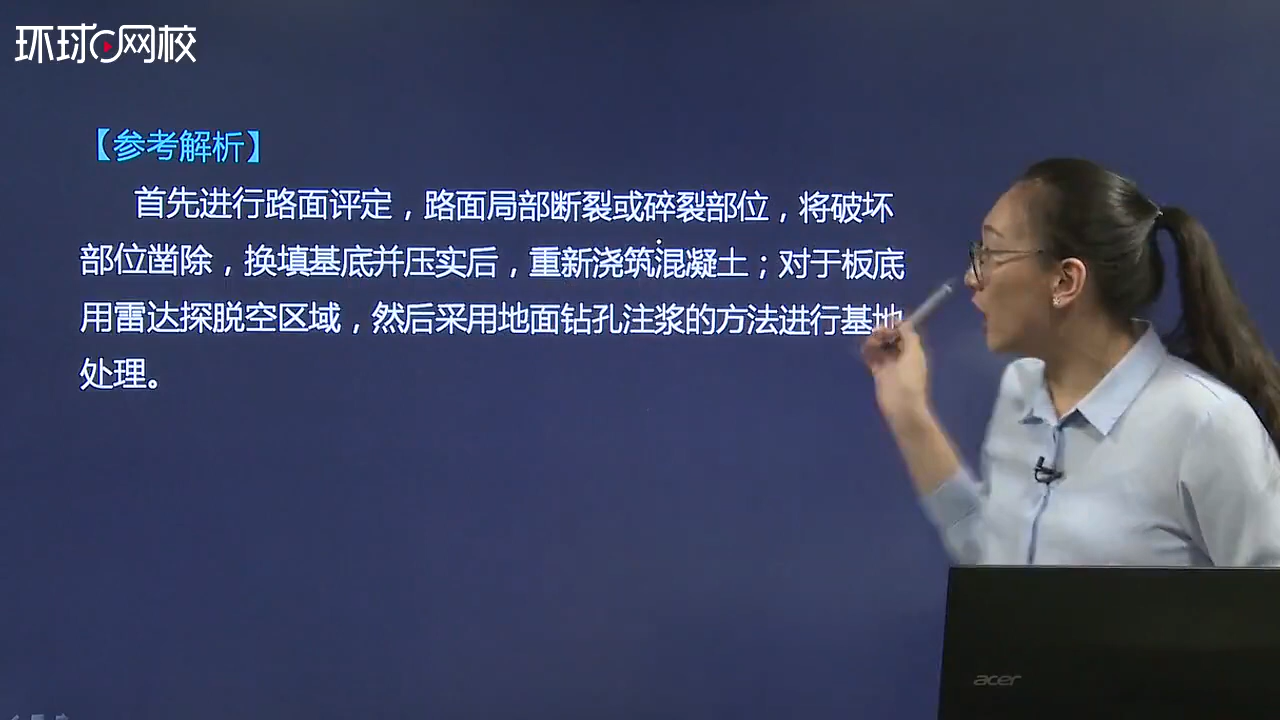 环球网校
【参考解析】
首先进行路面评定，路面局部断裂或碎裂部位，将破坏
部位凿除，换填基底并压实后，重新浇筑混凝土；对于板底
用雷达探脱空区域，然后采用地面钻孔注浆的方法进行基地
处理。
acer